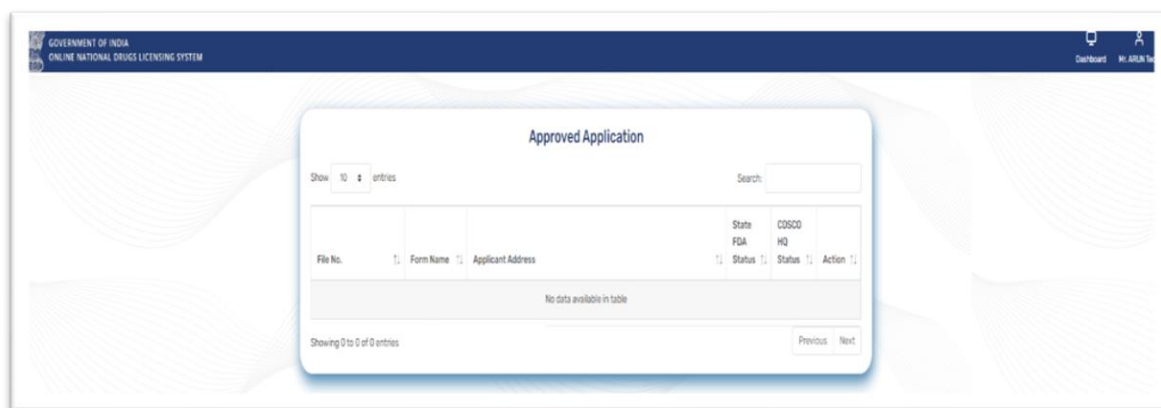 GOVERNMENT OF INDIA
ONLINE NATIONAL DRUGS LICENSING SYSTEM
Dashboard Mr. ARUN
Approved Application
Show 10 entries
Search:
File No. Form Name Applicant Address State FDA Status CDSCO HQ Status Action
No data available in table
Showing 0 to 0 of 0 entries
Previous Next